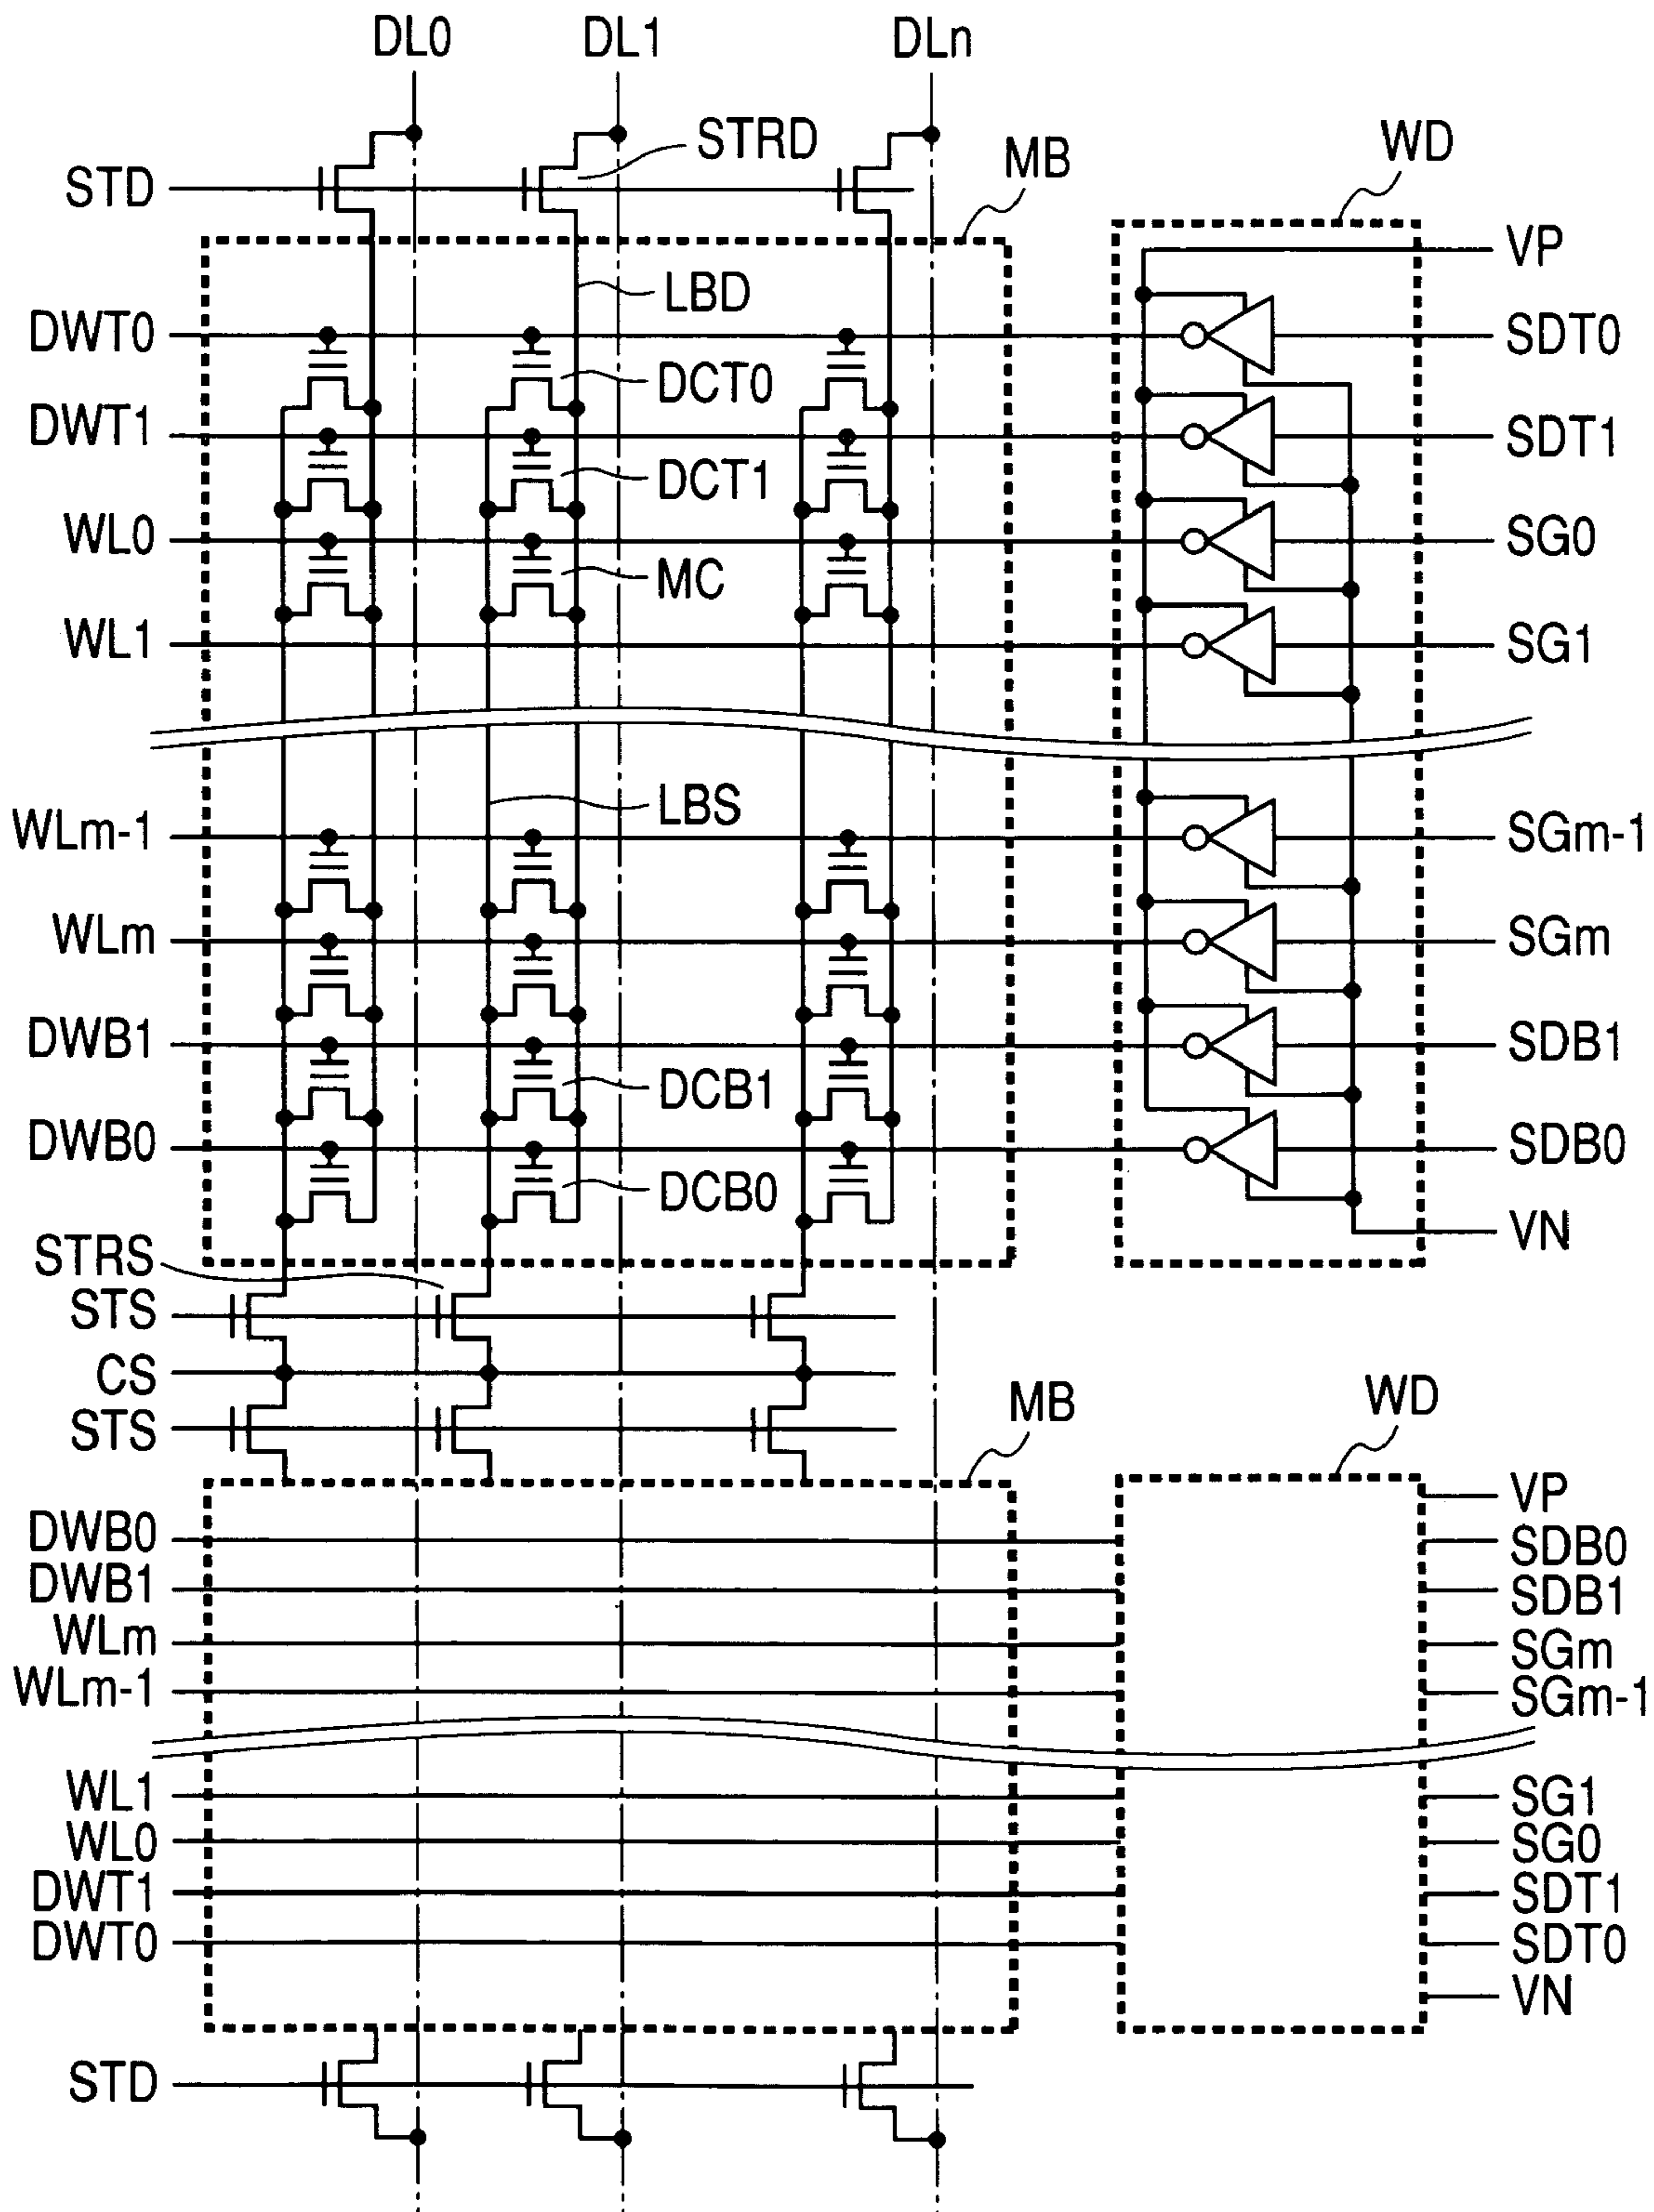 DL0 DL1 DLn
STRD MB WD
STD
VP
LBD
DWT0 SDT0
DCT0
DWT1 SDT1
DCT1
WL0 SG0
MC
WL1 SG1
LBS
WLm-1 SGm-1
WLm SGm
DWB1 SDB1
DCB1
DWB0 SDB0
DCB0
STRS VN
STS
CS
MB WD
STS
VP
DWB0 SDB0
DWB1 SDB1
WLm SGm
WLm-1 SGm-1
WL1 SG1
WL0 SG0
DWT1 SDT1
DWT0 SDT0
VN
STD